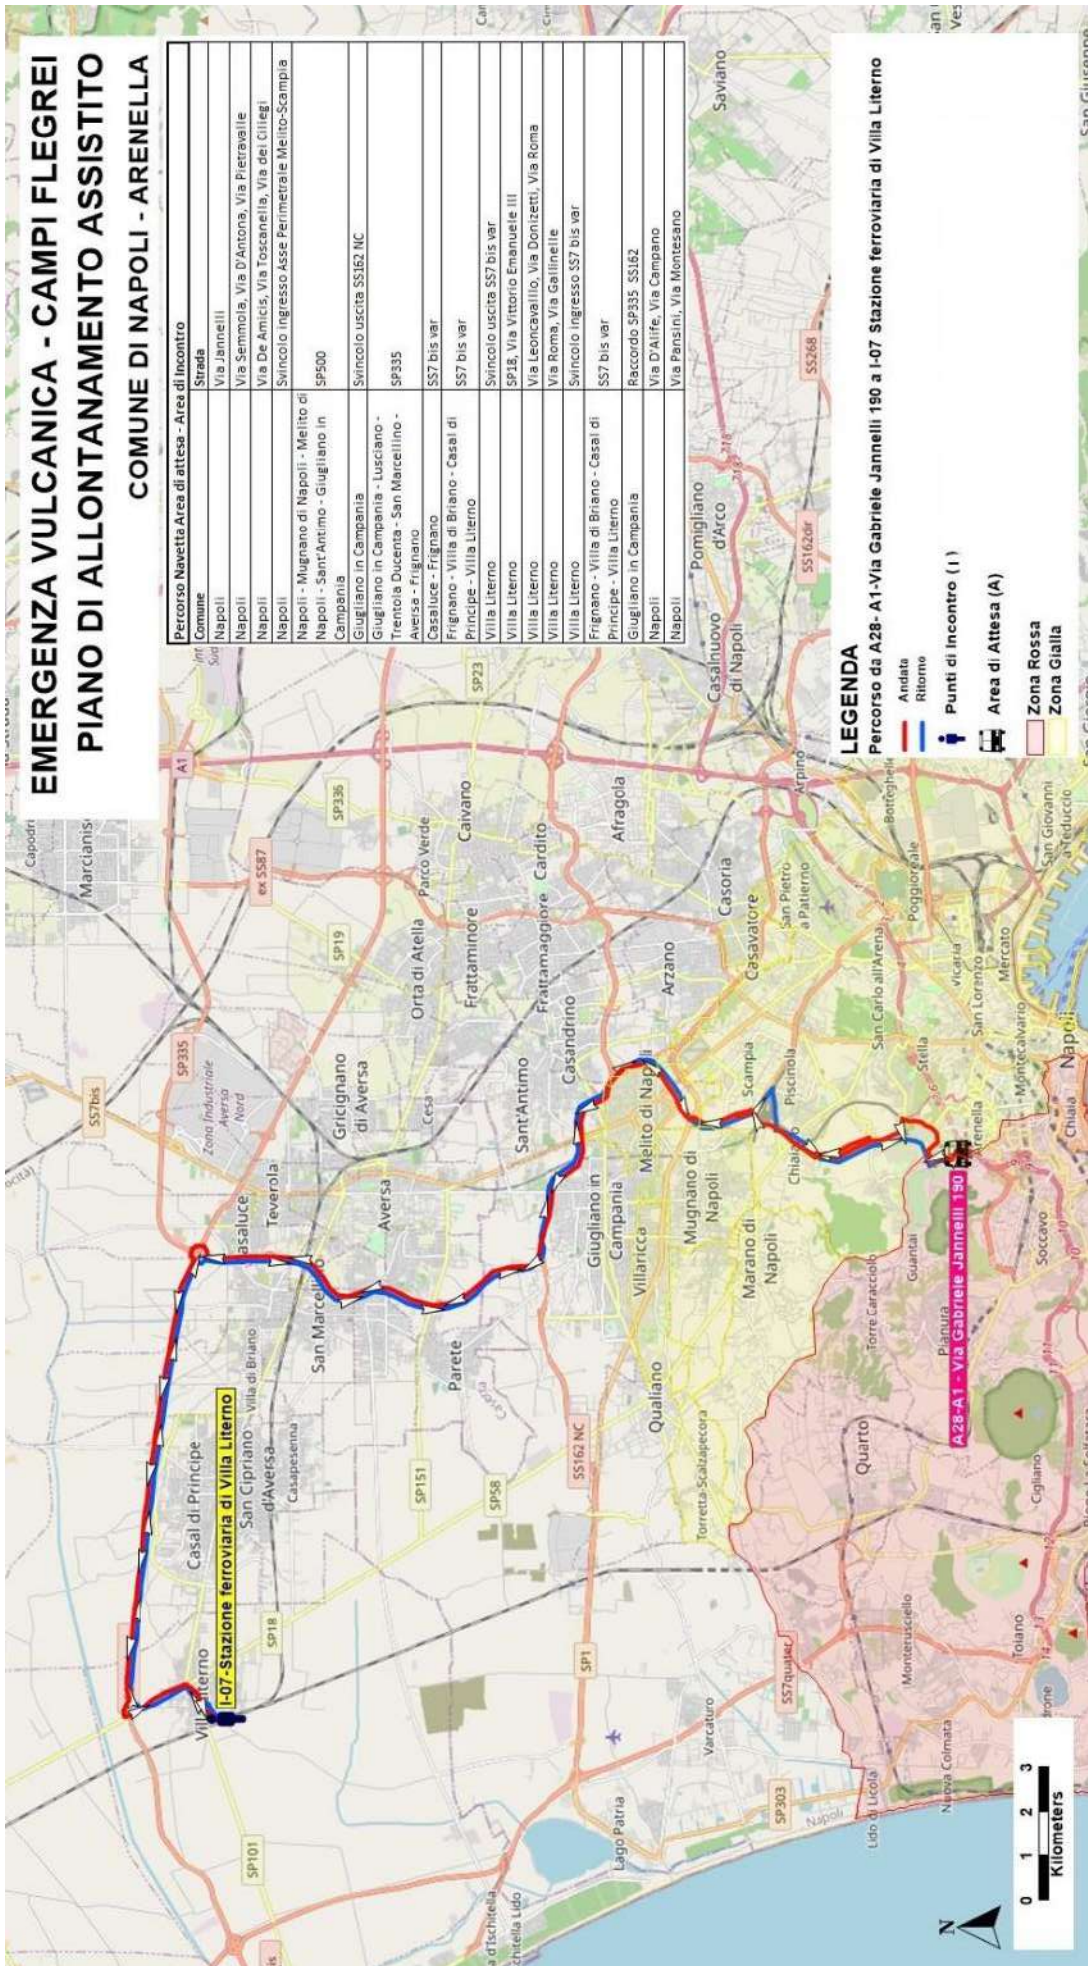 EMERGENZA VULCANICA - CAMPI FLEGREI
PIANO DI ALLONTANAMENTO ASSISTITO
COMUNE DI NAPOLI - ARENELLA
Percorso Navetta Area di attesa - Area di Incontro
Comune Strada
Napoli Via Jannelli
Napoli Via Semmola, Via D'Antona, Via Pietravalle
Napoli Via De Amicis, Via Toscanella, Via dei Ciliegi
Napoli Svincolo ingresso Asse Perimetrale Melito-Scampia
Napoli - Mugnano di Napoli - Melito di
Napoli - Sant'Antimo - Giugliano in SP500
Campania
Giugliano in Campania Svincolo uscita SS162 NC
Giugliano in Campania - Lusciano -
Trentola Ducenta - San Marcellino - SP335
Aversa - Frignano
Casaluce - Frignano SS7 bis var
Frignano - Villa di Briano - Casal di SS7 bis var
Principe - Villa Literno
Villa Literno Svincolo uscita SS7 bis var
Villa Literno SP18, Via Vittorio Emanuele III
Villa Literno Via Leoncavalllo, Via Donizetti, Via Roma
Villa Literno Via Roma, Via Gallinelle
Villa Literno Svincolo ingresso SS7 bis var
Frignano - Villa di Briano - Casal di SS7 bis var
Principe - Villa Literno
Giugliano in Campania Raccordo SP335 SS162
Napoli Via D'Alife, Via Campano
Napoli Via Pansini, Via Montesano
LEGENDA
Percorso da A28- A1-Via Gabriele Jannelli 190 a I-07 Stazione ferroviaria di Villa Literno
Andata
Ritorno
Punti di Incontro ( I )
Area di Attesa (A)
Zona Rossa
Zona Gialla
I-07-Stazione ferroviaria di Villa Literno
A28-A1 - Via Gabriele Jannelli 190
N
0 1 2 3
Kilometers
Capodri
Marcianis
A1
SP336
ex SS87
SP335
SS7bis
Zona Industriale
Aversa
Nord
SP19
SP23
Parco Verde
Caivano
Orta di Atella
Frattaminore
Cardito
Frattamaggiore
Afragola
Gricignano
di Aversa
Cesa
Teverola
Aversa
Sant'Antimo
Casandrino
Arzano
Casoria
Casavatore
San Pietro
a Patierno
Casalnuovo
di Napoli
Pomigliano
d'Arco
SS162dir
SS268
Saviano
Arpino
Poggioreale
San Giovanni
a Teduccio
San Carlo all'Arena
Vicaria
San Lorenzo
Mercato
Montecalvario
Stella
Napoli
Chiaia
Arenella
Scampia
Piscinola
Melito di Napoli
Mugnano di
Napoli
Giugliano in
Campania
Villaricca
Marano di
Napoli
Qualiano
Torretta-Scalzapecora
Torre Caracciolo
Guantai
Pianura
Soccavo
Quarto
Cigliano
Toiano
Monterusciello
SS7quater
Nuova Colmata
Lido di Licola
Varcaturo
SP303
Napoli
Lago Patria
SP1
SS162 NC
SP58
SP151
Parete
Caserta
San Cipriano
d'Aversa
Villa di Briano
Casapesenna
Casal di Principe
SP18
SP101